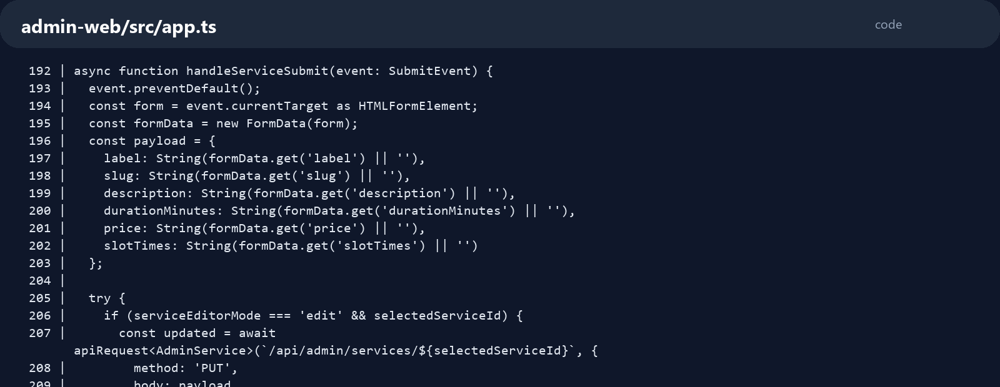 admin-web/src/app.ts
code
192 | async function handleServiceSubmit(event: SubmitEvent) {
193 |   event.preventDefault();
194 |   const form = event.currentTarget as HTMLFormElement;
195 |   const formData = new FormData(form);
196 |   const payload = {
197 |     label: String(formData.get('label') || ''),
198 |     slug: String(formData.get('slug') || ''),
199 |     description: String(formData.get('description') || ''),
200 |     durationMinutes: String(formData.get('durationMinutes') || ''),
201 |     price: String(formData.get('price') || ''),
202 |     slotTimes: String(formData.get('slotTimes') || '')
203 |   };
204 |
205 |   try {
206 |     if (serviceEditorMode === 'edit' && selectedServiceId) {
207 |       const updated = await
apiRequest<AdminService>(`/api/admin/services/${selectedServiceId}`, {
208 |         method: 'PUT',
209 |         body: payload